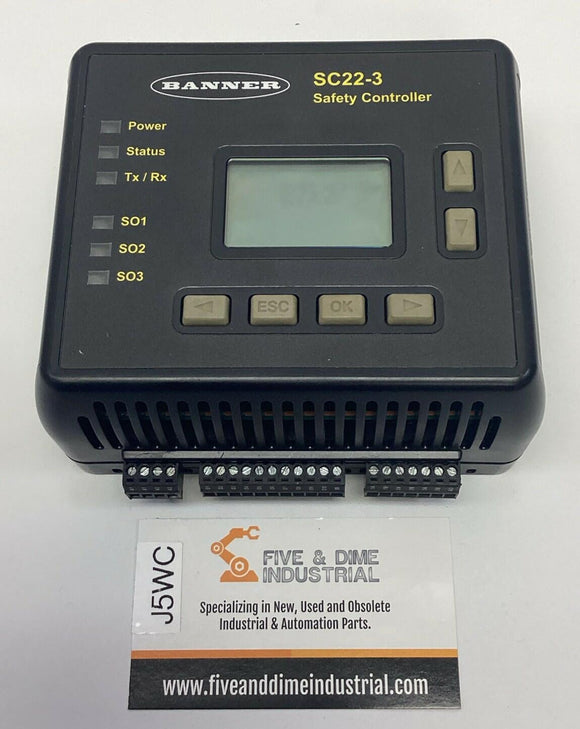 BANNER
SC22-3
Safety Controller
Power
Status
Tx / Rx
SO1
SO2
SO3
ESC OK
J5WC
FIVE & DIME
INDUSTRIAL
Specializing in New, Used and Obsolete
Industrial & Automation Parts.
www.fiveanddimeindustrial.com